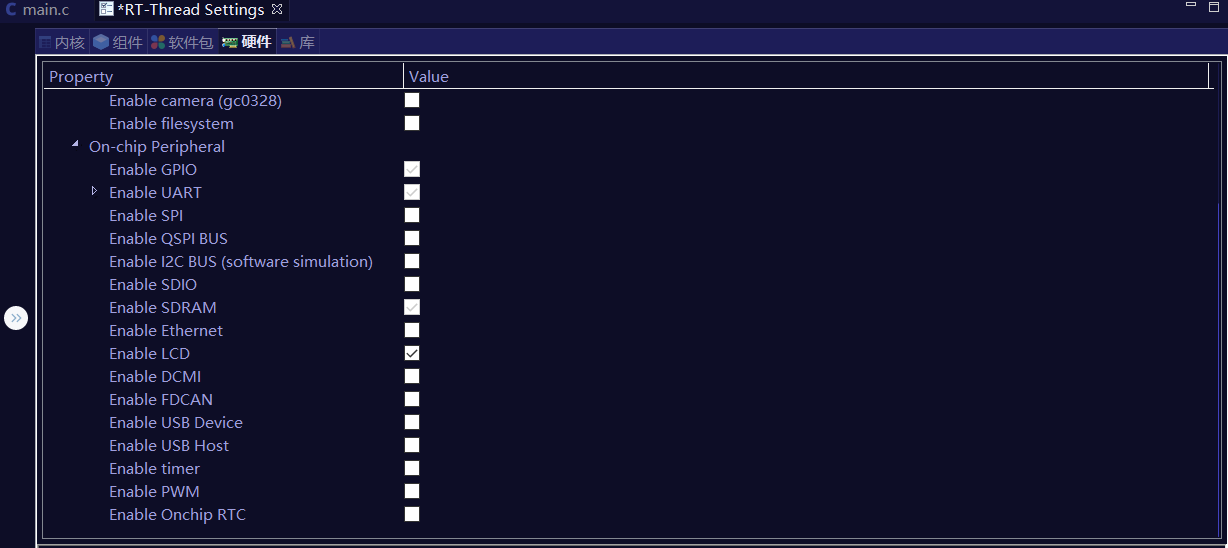 main.c *RT-Thread Settings
内核 组件 软件包 硬件 库
Property Value
Enable camera (gc0328)
Enable filesystem
On-chip Peripheral
Enable GPIO
Enable UART
Enable SPI
Enable QSPI BUS
Enable I2C BUS (software simulation)
Enable SDIO
Enable SDRAM
Enable Ethernet
Enable LCD
Enable DCMI
Enable FDCAN
Enable USB Device
Enable USB Host
Enable timer
Enable PWM
Enable Onchip RTC